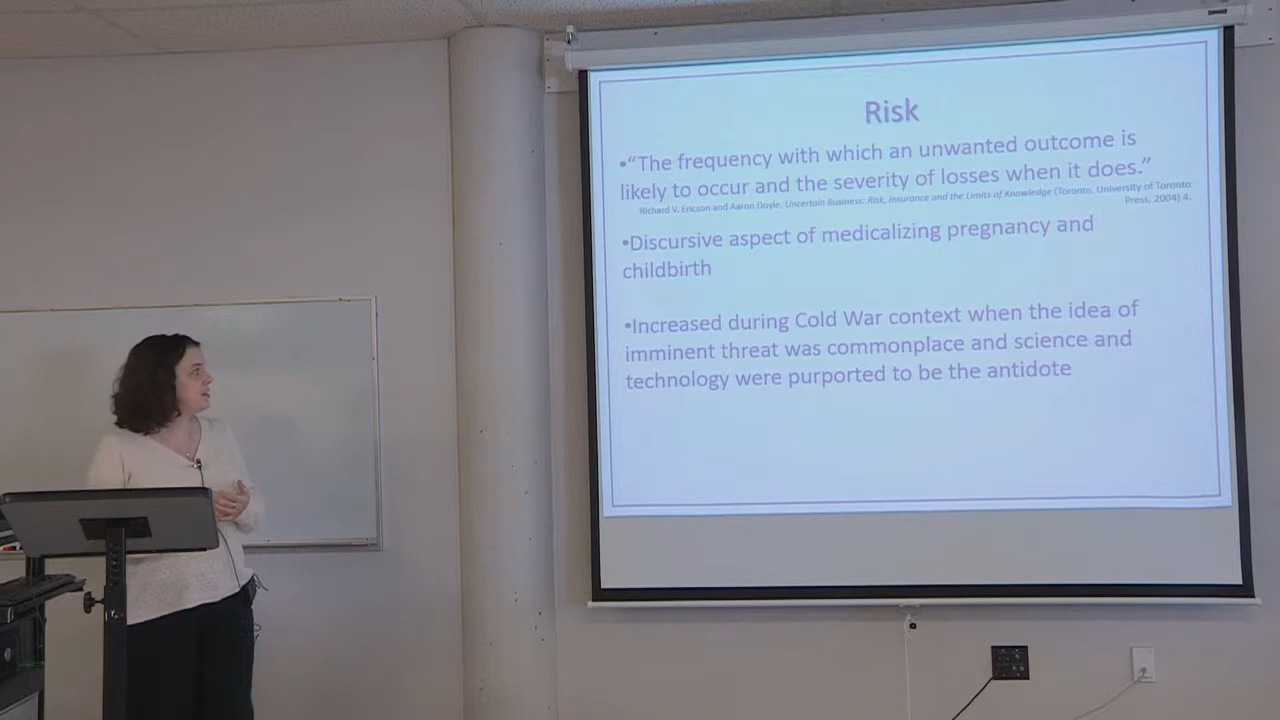 Risk
•“The frequency with which an unwanted outcome is
likely to occur and the severity of losses when it does.”
Richard V. Ericson and Aaron Doyle, Uncertain Business: Risk, Insurance and the Limits of Knowledge (Toronto, University of Toronto
Press, 2004) 4.
•Discursive aspect of medicalizing pregnancy and
childbirth
•Increased during Cold War context when the idea of
imminent threat was commonplace and science and
technology were purported to be the antidote